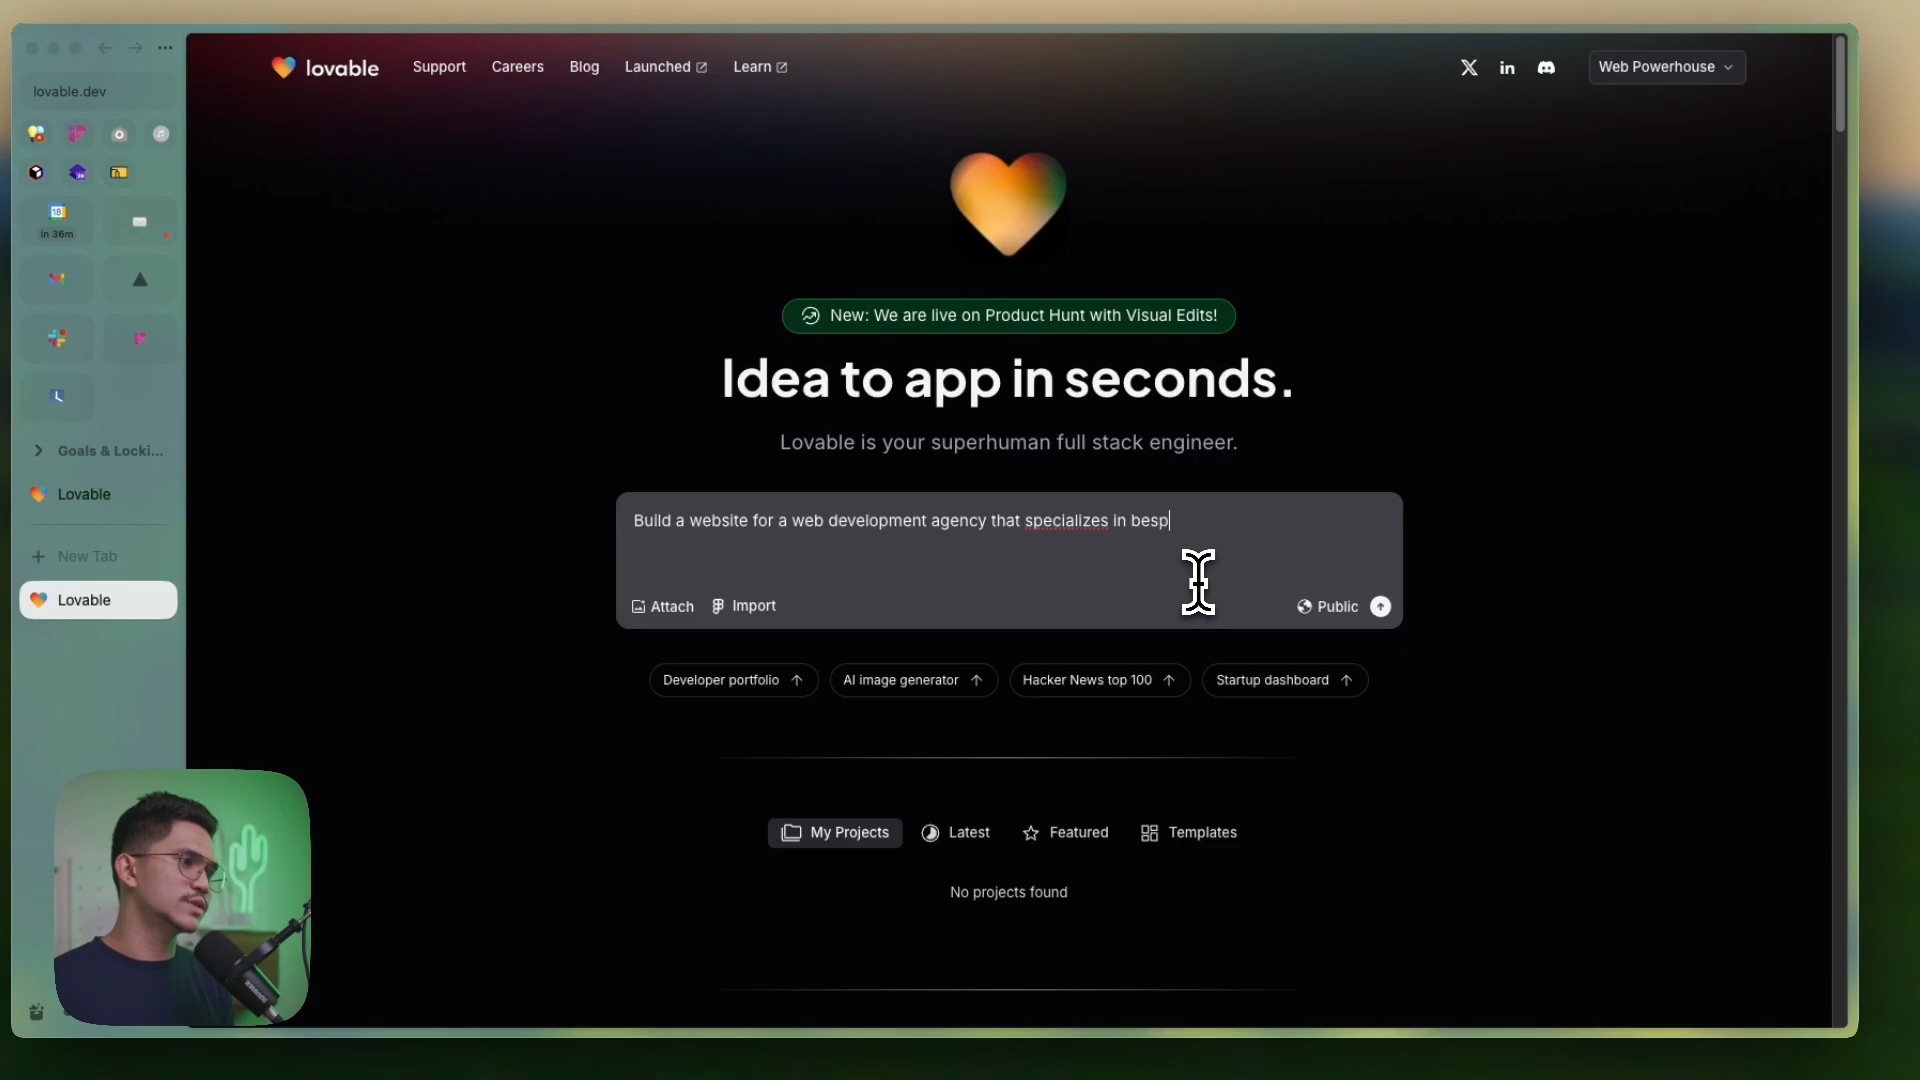 lovable
Support
Careers
Blog
Launched
Learn
Web Powerhouse
lovable.dev
18
in 36m
Goals & Locki...
Lovable
New Tab
Lovable
New: We are live on Product Hunt with Visual Edits!
Idea to app in seconds.
Lovable is your superhuman full stack engineer.
Build a website for a web development agency that specializes in besp
Attach
Import
Public
Developer portfolio
AI image generator
Hacker News top 100
Startup dashboard
My Projects
Latest
Featured
Templates
No projects found